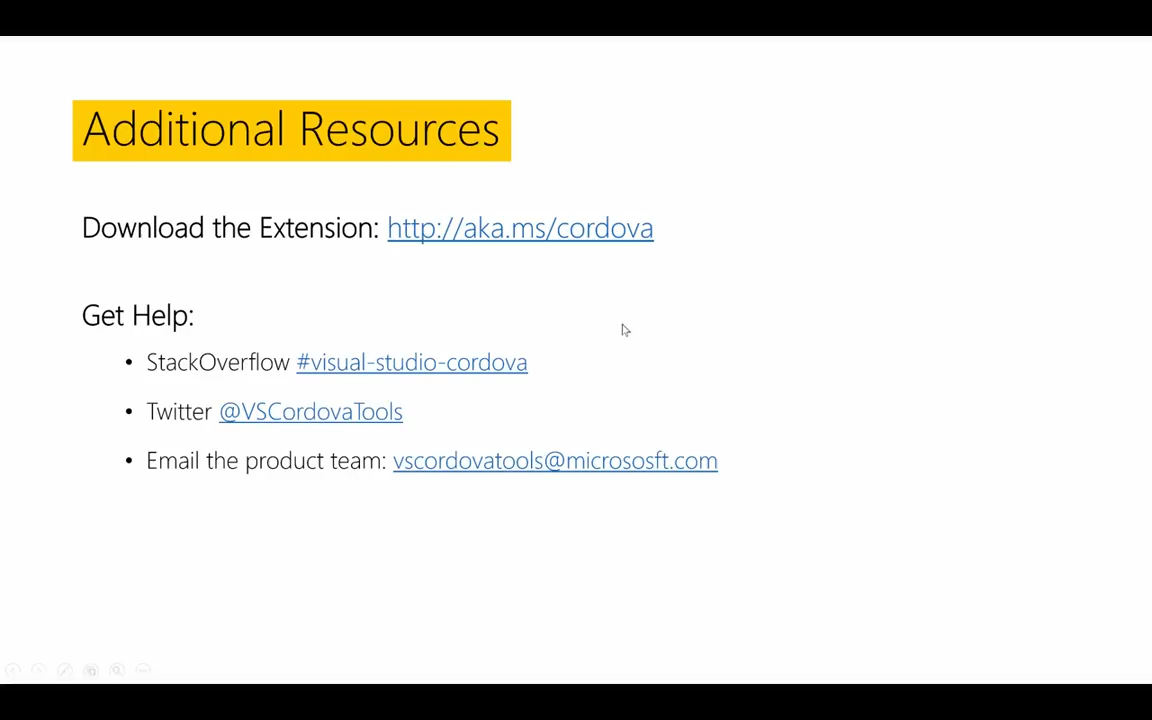 Additional Resources
Download the Extension: http://aka.ms/cordova
Get Help:
• StackOverflow #visual-studio-cordova
• Twitter @VSCordovaTools
• Email the product team: vscordovatools@micrososft.com